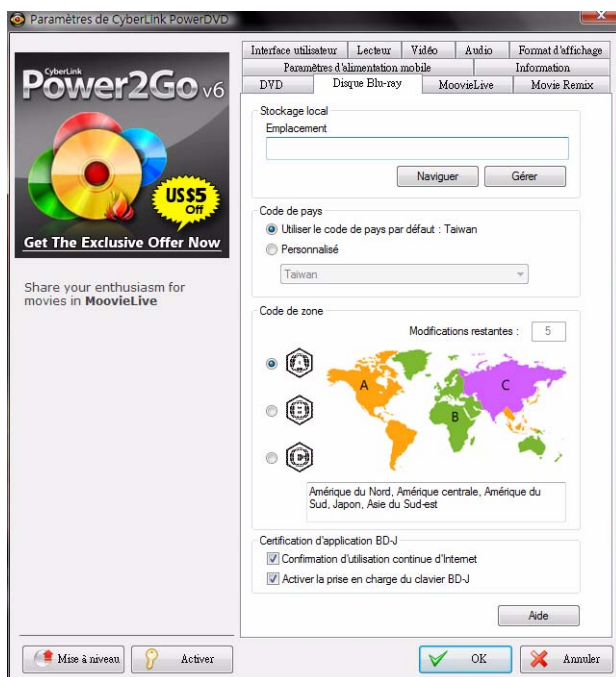 Paramètres de CyberLink PowerDVD
CyberLink
Power2Go v6
US$5
Off
Get The Exclusive Offer Now
Share your enthusiasm for
movies in MoovieLive
Interface utilisateur
Lecteur
Vidéo
Audio
Format d'affichage
Paramètres d'alimentation mobile
Information
DVD
Disque Blu-ray
MoovieLive
Movie Remix
Stockage local
Emplacement
Naviguer
Gérer
Code de pays
Utiliser le code de pays par défaut : Taiwan
Personnalisé
Taiwan
Code de zone
Modifications restantes :
5
A
B
C
Amérique du Nord, Amérique centrale, Amérique du
Sud, Japon, Asie du Sud-est
Certification d'application BD-J
Confirmation d'utilisation continue d'Internet
Activer la prise en charge du clavier BD-J
Aide
Mise à niveau
Activer
OK
Annuler